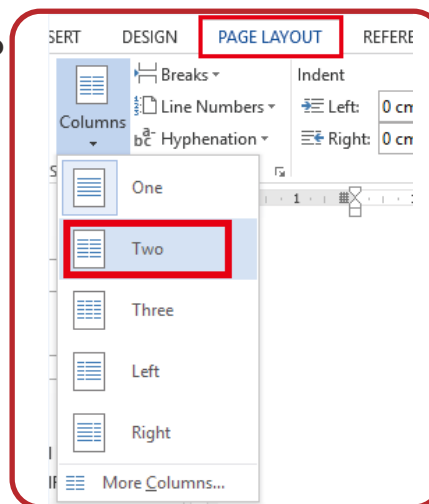 SERT DESIGN PAGE LAYOUT REFERE
Breaks Indent
Line Numbers Left: 0 cm
Columns
Hyphenation Right: 0 cm
One
1
Two
Three
Left
Right
More Columns...